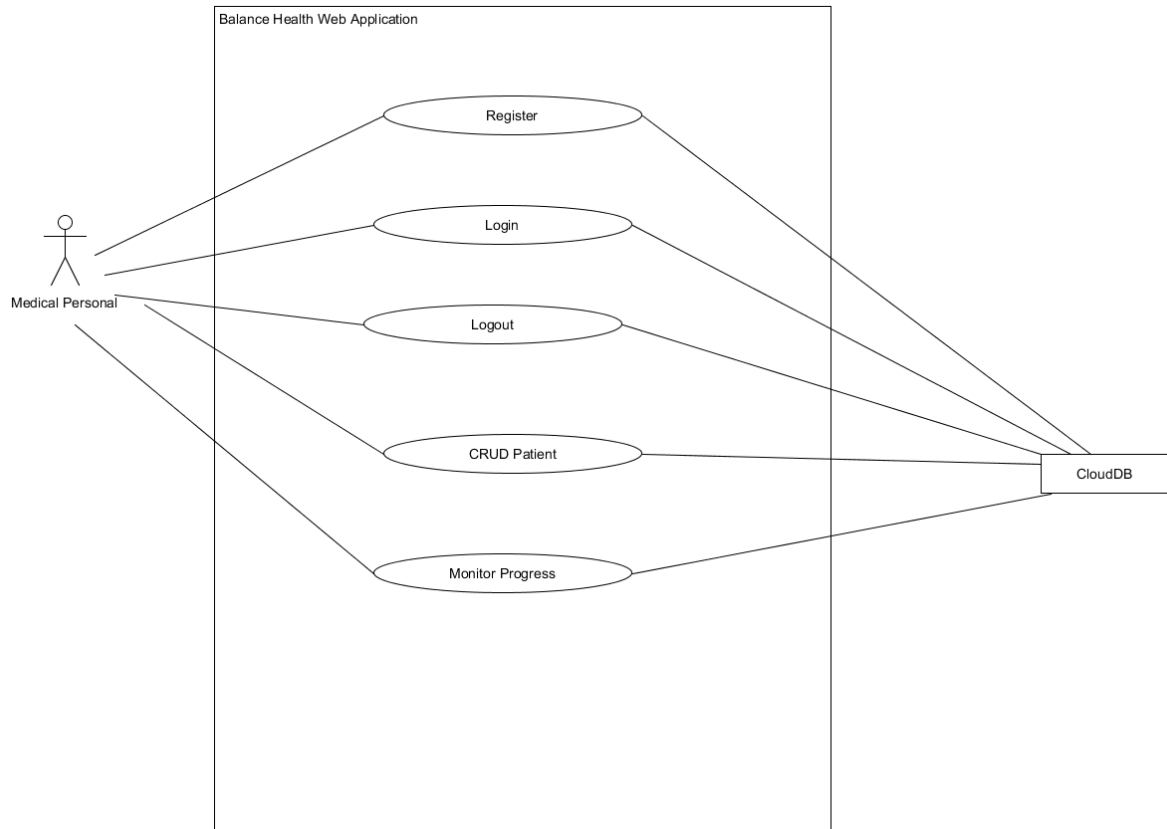 Balance Health Web Application
Register
Login
Medical Personal
Logout
CRUD Patient
CloudDB
Monitor Progress